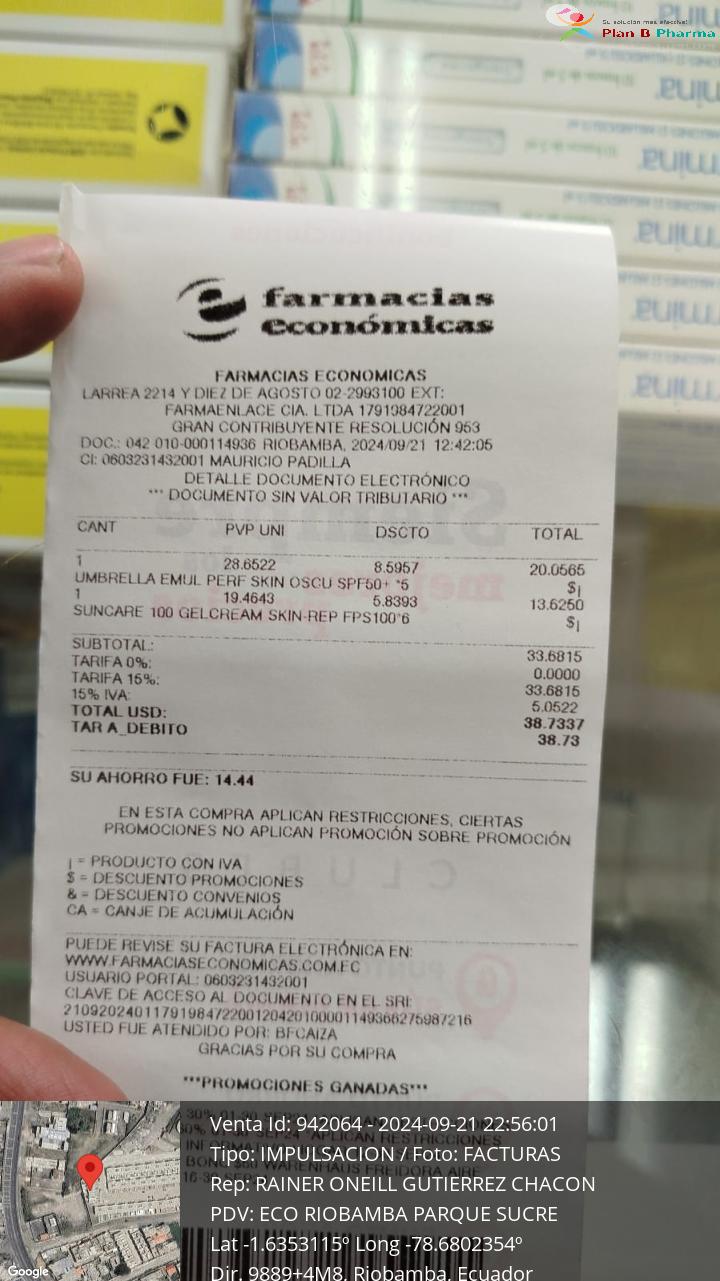 Su solución más efectiva!
Plan B Pharma
farmacias
económicas
FARMACIAS ECONOMICAS
LARREA 2214 Y DIEZ DE AGOSTO 02-2993100 EXT:
FARMAENLACE CIA. LTDA 1791984722001
GRAN CONTRIBUYENTE RESOLUCIÓN 953
DOC.: 042 010-000114936 RIOBAMBA, 2024/09/21 12:42:05
CI: 0603231432001 MAURICIO PADILLA
DETALLE DOCUMENTO ELECTRÓNICO
*** DOCUMENTO SIN VALOR TRIBUTARIO ***
CANT PVP UNI DSCTO TOTAL
1 28.6522 8.5957 20.0565
UMBRELLA EMUL PERF SKIN OSCU SPF50+ *5 $¡
1 19.4643 5.8393 13.6250
SUNCARE 100 GELCREAM SKIN-REP FPS100*6 $¡
SUBTOTAL: 33.6815
TARIFA 0%: 0.0000
TARIFA 15%: 33.6815
15% IVA: 5.0522
TOTAL USD: 38.7337
TAR A_DEBITO 38.73
SU AHORRO FUE: 14.44
EN ESTA COMPRA APLICAN RESTRICCIONES, CIERTAS
PROMOCIONES NO APLICAN PROMOCIÓN SOBRE PROMOCIÓN
¡ = PRODUCTO CON IVA
$ = DESCUENTO PROMOCIONES
& = DESCUENTO CONVENIOS
CA = CANJE DE ACUMULACIÓN
PUEDE REVISE SU FACTURA ELECTRÓNICA EN:
WWW.FARMACIASECONOMICAS.COM.EC
USUARIO PORTAL: 0603231432001
CLAVE DE ACCESO AL DOCUMENTO EN EL SRI:
2109202401179198472200120420100001149366275987216
USTED FUE ATENDIDO POR: BFCAIZA
GRACIAS POR SU COMPRA
***PROMOCIONES GANADAS***
Venta Id: 942064 - 2024-09-21 22:56:01
Tipo: IMPULSACION / Foto: FACTURAS
Rep: RAINER ONEILL GUTIERREZ CHACON
PDV: ECO RIOBAMBA PARQUE SUCRE
Lat -1.6353115º Long -78.6802354º
Dir. 9889+4M8, Riobamba, Ecuador
Google